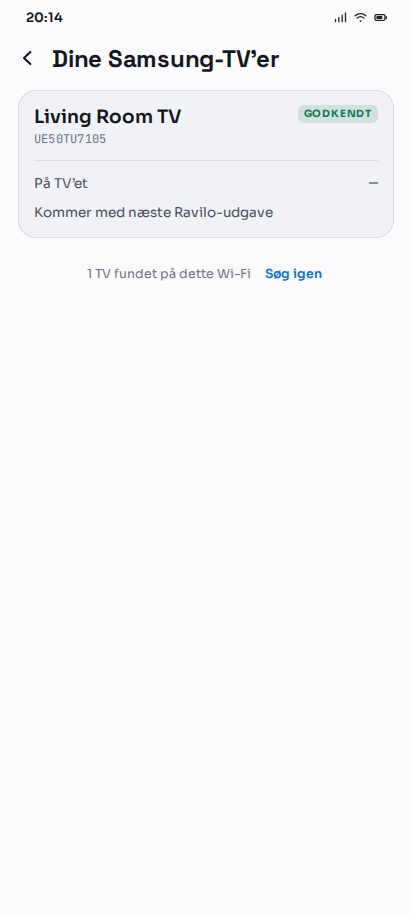 20:14
Dine Samsung-TV’er
Living Room TV
GODKENDT
UE50TU7105
På TV’et
–
Kommer med næste Ravilo-udgave
1 TV fundet på dette Wi-Fi Søg igen